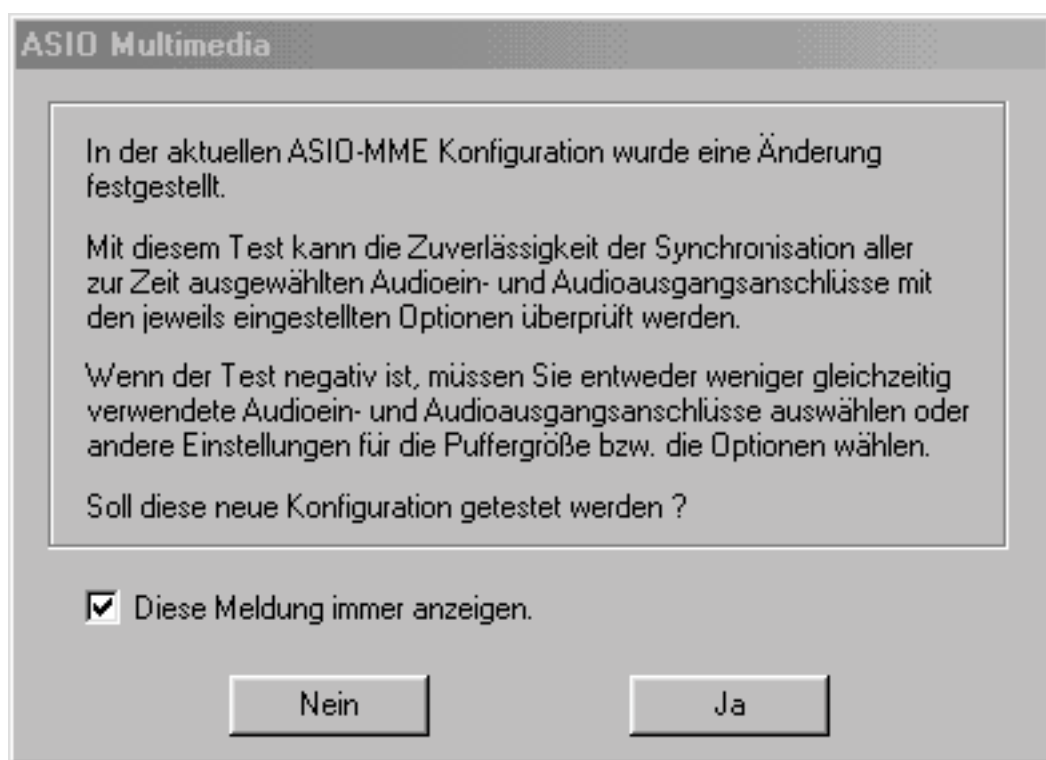 ASIO Multimedia
In der aktuellen ASIO-MME Konfiguration wurde eine Änderung
festgestellt.
Mit diesem Test kann die Zuverlässigkeit der Synchronisation aller
zur Zeit ausgewählten Audioein- und Audioausgangsanschlüsse mit
den jeweils eingestellten Optionen überprüft werden.
Wenn der Test negativ ist, müssen Sie entweder weniger gleichzeitig
verwendete Audioein- und Audioausgangsanschlüsse auswählen oder
andere Einstellungen für die Puffergröße bzw. die Optionen wählen.
Soll diese neue Konfiguration getestet werden ?
Diese Meldung immer anzeigen.
Nein
Ja